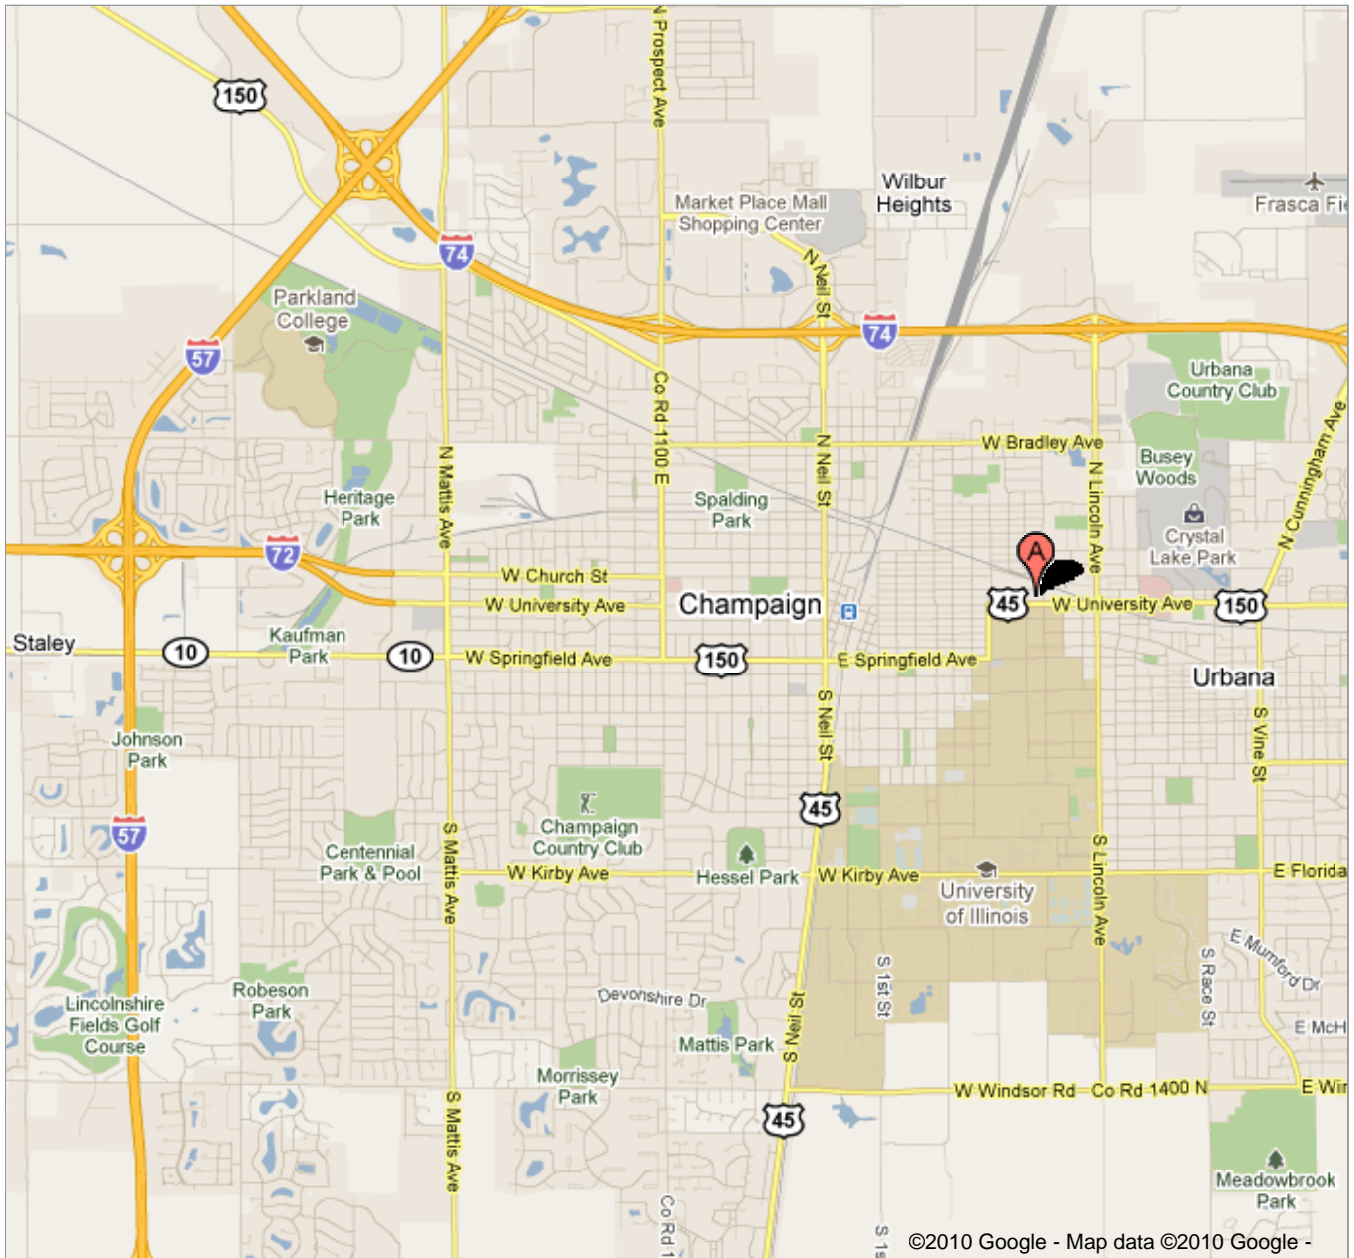 150
N Prospect Ave
Wilbur
Heights
Market Place Mall
Shopping Center
Frasca Fie
74
N Neil St
Parkland
College
74
57
Urbana
Country Club
Co Rd 1100 E
N Cunningham Ave
W Bradley Ave
N Mattis Ave
N Neil St
Busey
Woods
N Lincoln Ave
Heritage
Park
Spalding
Park
Crystal
Lake Park
72
A
W Church St
W University Ave
Champaign
45
W University Ave
150
Staley
10
Kaufman
Park
10
W Springfield Ave
150
E Springfield Ave
Urbana
S Neil St
S Vine St
Johnson
Park
45
57
Champaign
Country Club
Centennial
Park & Pool
S Mattis Ave
S Lincoln Ave
W Kirby Ave
Hessel Park
W Kirby Ave
E Florida
University
of Illinois
E Mumford Dr
S Race St
S 1st St
Robeson
Park
Devonshire Dr
Lincolnshire
Fields Golf
Course
S Neil St
E McH
Mattis Park
Morrissey
Park
W Windsor Rd
Co Rd 1400 N
E Win
S Mattis Ave
45
Meadowbrook
Park
Co Rd 1
S 1s
©2010 Google - Map data ©2010 Google -